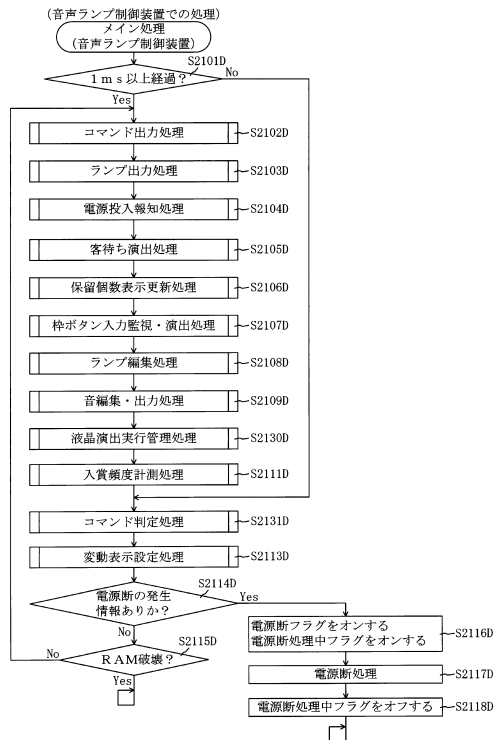 (音声ランプ制御装置での処理)
メイン処理
(音声ランプ制御装置)
S2101D
1ms以上経過?
No
Yes
コマンド出力処理 S2102D
ランプ出力処理 S2103D
電源投入報知処理 S2104D
客待ち演出処理 S2105D
保留個数表示更新処理 S2106D
枠ボタン入力監視・演出処理 S2107D
ランプ編集処理 S2108D
音編集・出力処理 S2109D
液晶演出実行管理処理 S2130D
入賞頻度計測処理 S2111D
コマンド判定処理 S2131D
変動表示設定処理 S2113D
S2114D
電源断の発生
情報ありか?
Yes
No
S2115D
RAM破壊?
No
Yes
電源断フラグをオンする
電源断処理中フラグをオンする
S2116D
電源断処理 S2117D
電源断処理中フラグをオフする S2118D